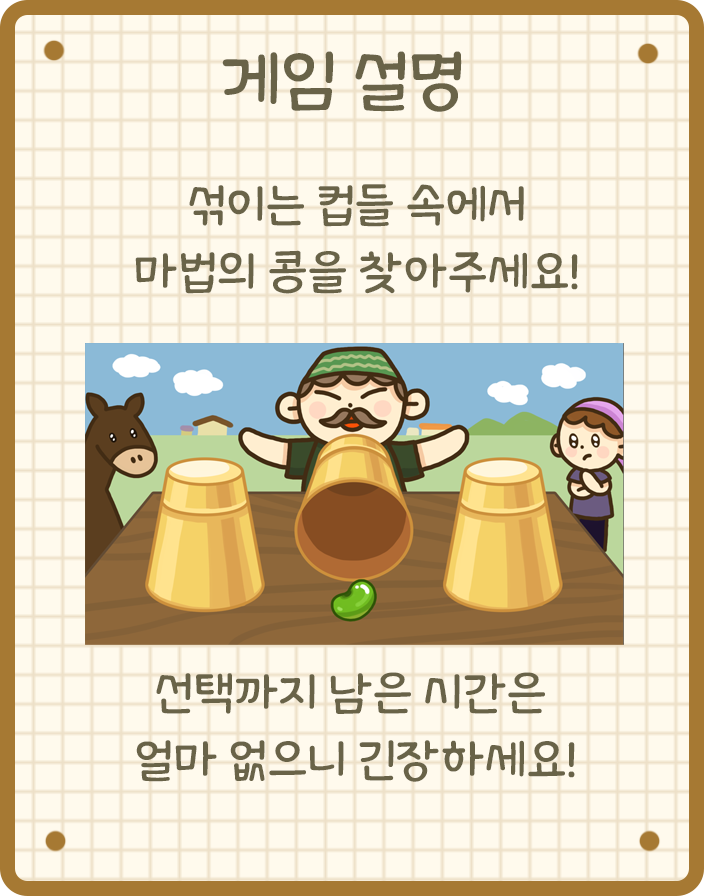 게임 설명
섞이는 컵들 속에서
마법의 콩을 찾아주세요!
선택까지 남은 시간은
얼마 없으니 긴장하세요!